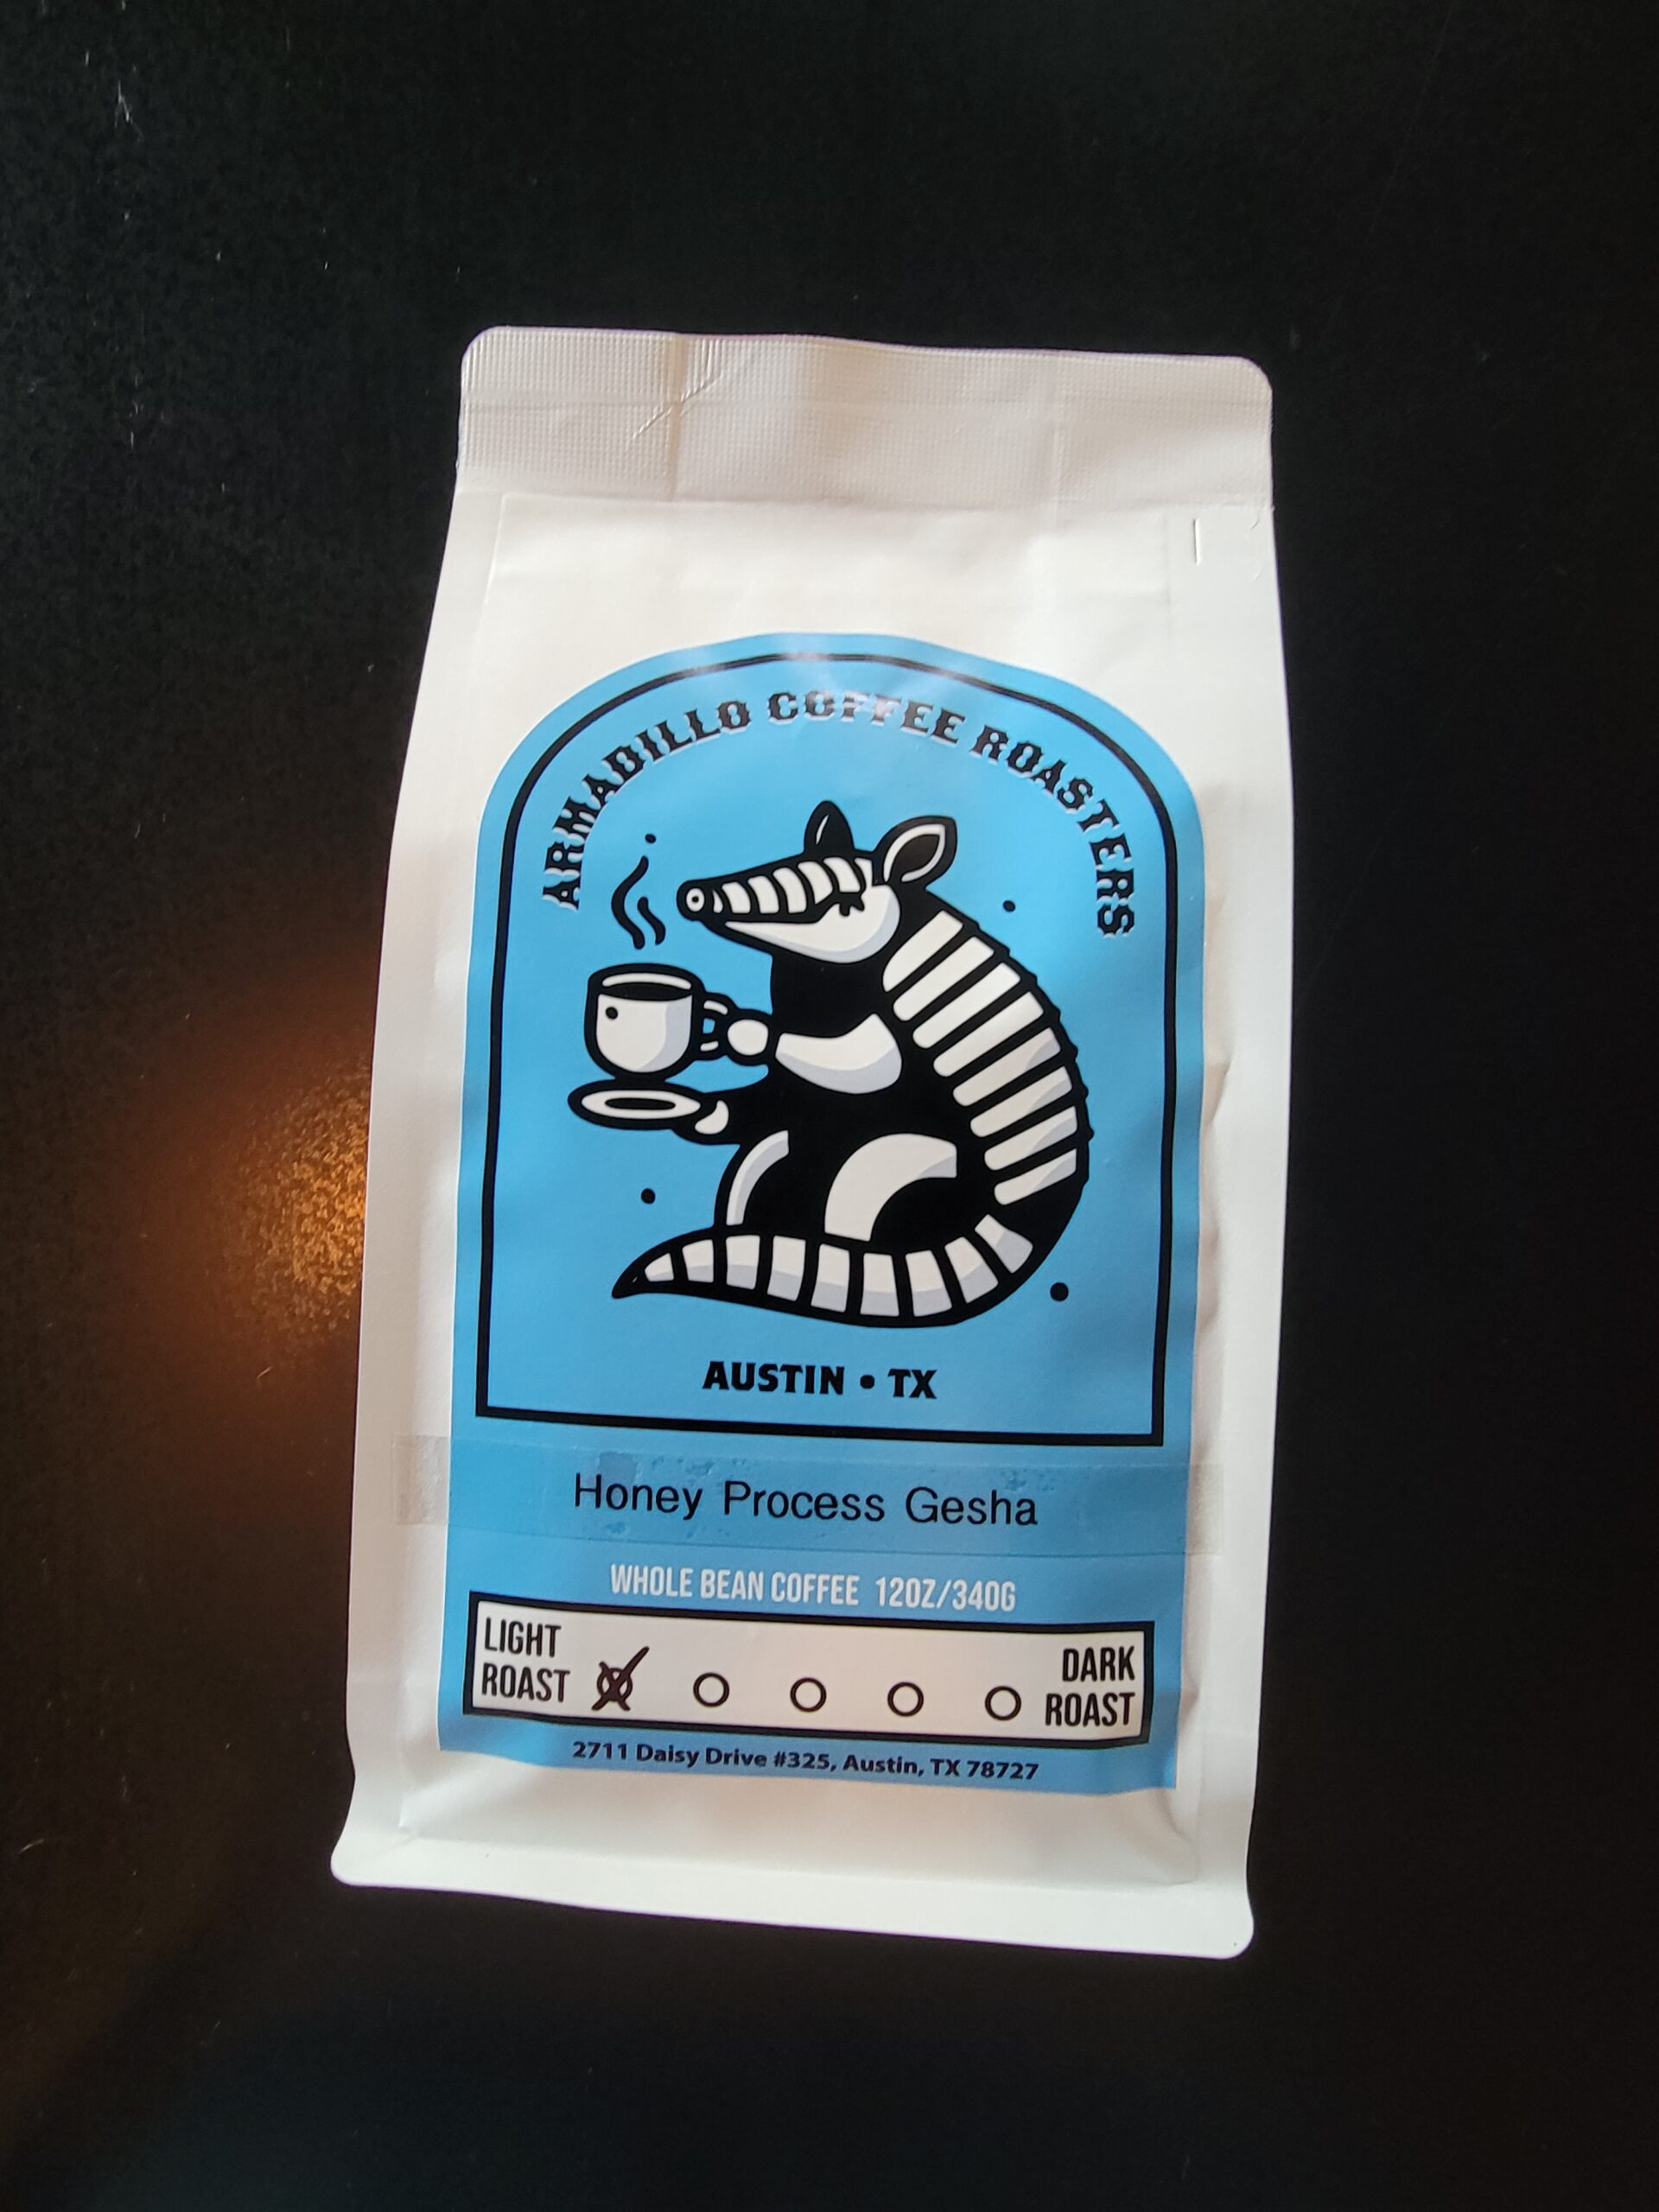 ARMADILLO COFFEE ROASTERS
AUSTIN • TX
Honey Process Gesha
WHOLE BEAN COFFEE 12OZ/340G
LIGHT
ROAST
DARK
ROAST
2711 Daisy Drive #325, Austin, TX 78727